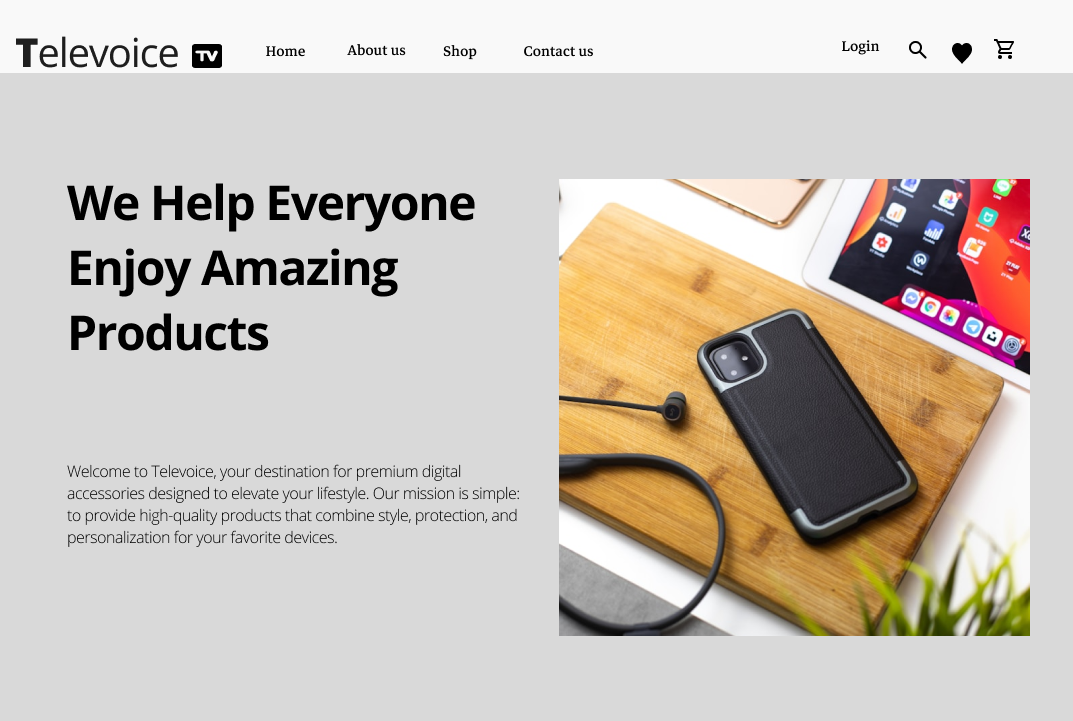 Televoice TV
Home
About us
Shop
Contact us
Login
We Help Everyone
Enjoy Amazing
Products
Welcome to Televoice, your destination for premium digital
accessories designed to elevate your lifestyle. Our mission is simple:
to provide high-quality products that combine style, protection, and
personalization for your favorite devices.